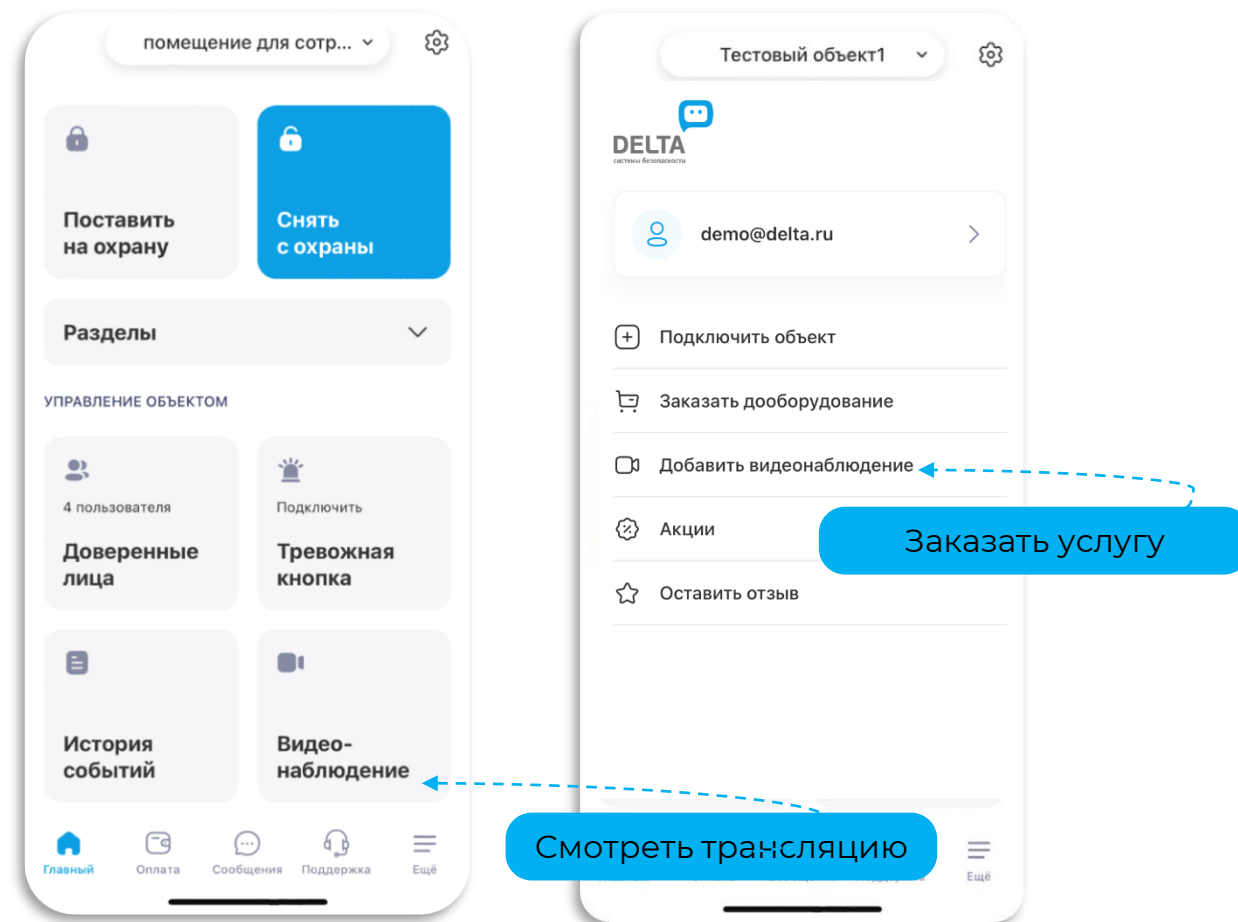 помещение для сотр...
Поставить
на охрану
Снять
с охраны
Разделы
УПРАВЛЕНИЕ ОБЪЕКТОМ
4 пользователя
Доверенные
лица
Подключить
Тревожная
кнопка
История
событий
Видео-
наблюдение
Главный
Оплата
Сообщения
Поддержка
Ещё
Тестовый объект1
DELTA
системы безопасности
demo@delta.ru
Подключить объект
Заказать дооборудование
Добавить видеонаблюдение
Акции
Заказать услугу
Оставить отзыв
Смотреть трансляцию
Ещё